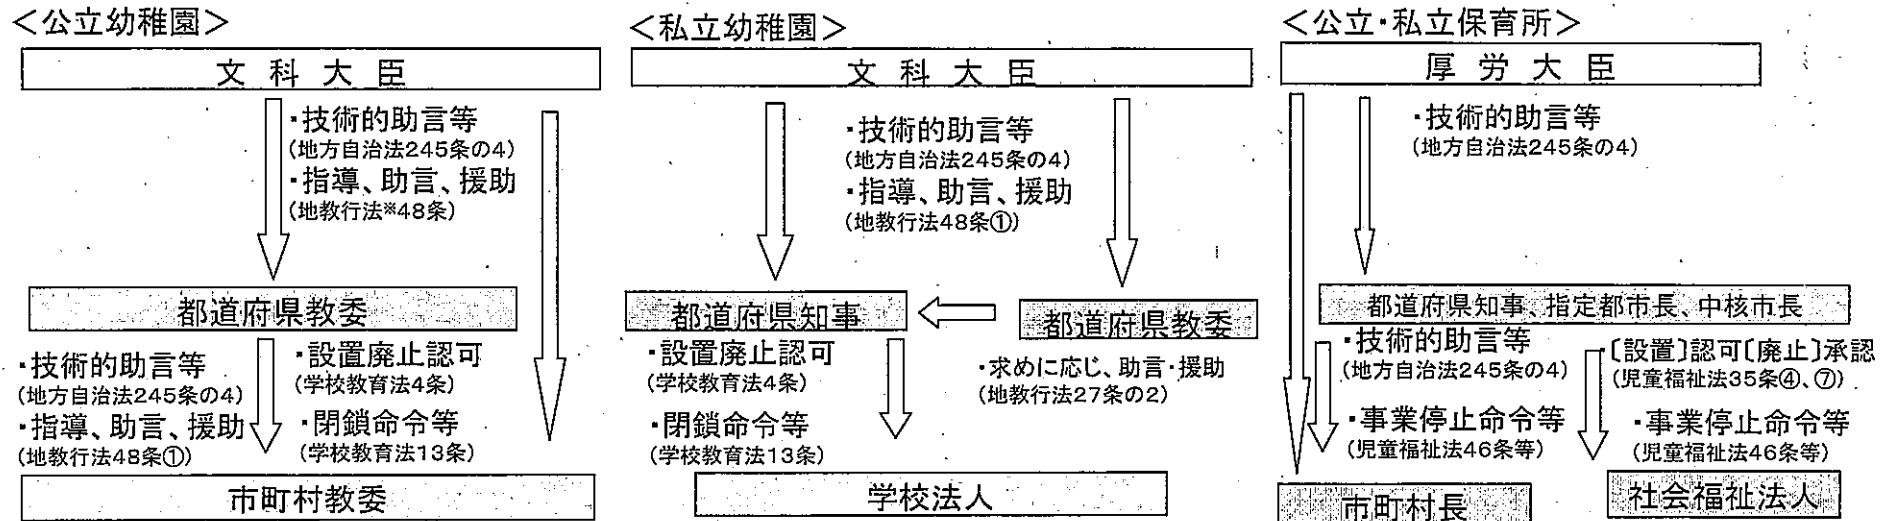 ＜公立幼稚園＞
文科大臣
・技術的助言等
(地方自治法245条の4)
・指導、助言、援助
(地教行法※48条)
都道府県教委
・技術的助言等
(地方自治法245条の4)
・指導、助言、援助
(地教行法48条①)
・設置廃止認可
(学校教育法4条)
・閉鎖命令等
(学校教育法13条)
市町村教委
＜私立幼稚園＞
文科大臣
・技術的助言等
(地方自治法245条の4)
・指導、助言、援助
(地教行法48条①)
都道府県知事
都道府県教委
・設置廃止認可
(学校教育法4条)
・閉鎖命令等
(学校教育法13条)
・求めに応じ、助言・援助
(地教行法27条の2)
学校法人
＜公立・私立保育所＞
厚労大臣
・技術的助言等
(地方自治法245条の4)
都道府県知事、指定都市長、中核市長
・技術的助言等
(地方自治法245条の4)
・事業停止命令等
(児童福祉法46条等)
・〔設置〕認可〔廃止〕承認
(児童福祉法35条④、⑦)
・事業停止命令等
(児童福祉法46条等)
市町村長
社会福祉法人